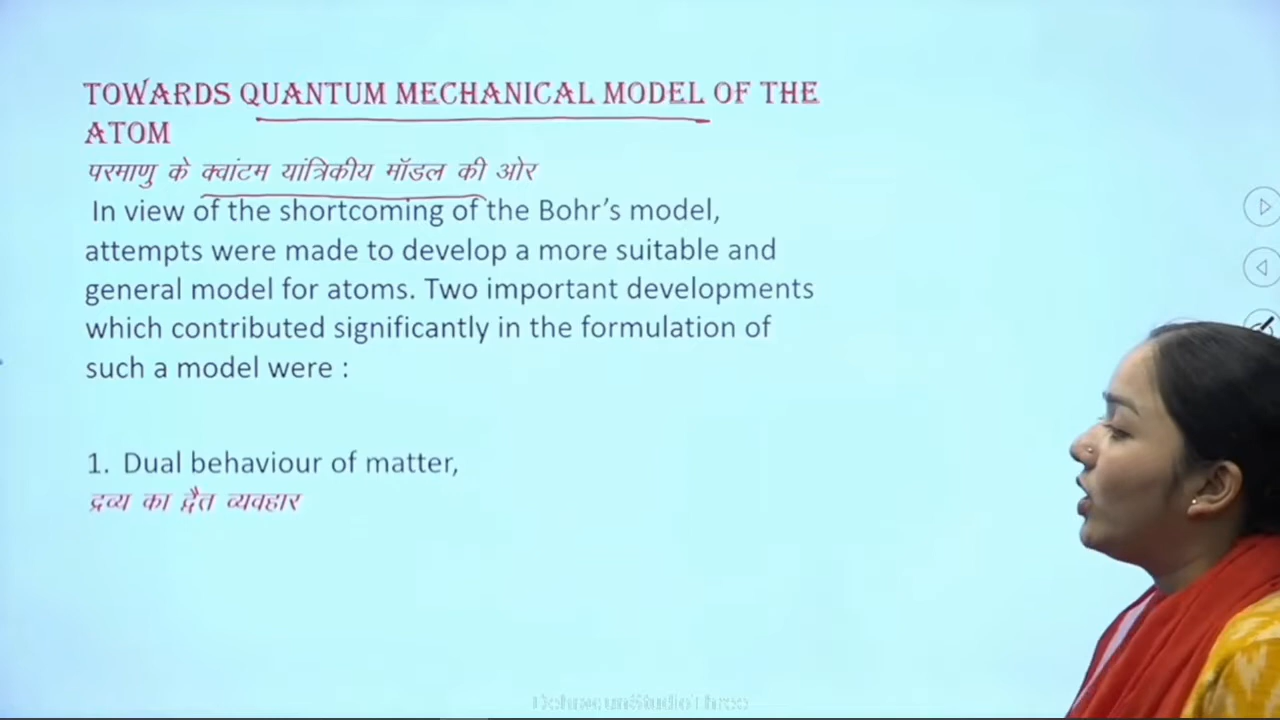 TOWARDS QUANTUM MECHANICAL MODEL OF THE
ATOM
परमाणु के क्वांटम यांत्रिकीय मॉडल की ओर
In view of the shortcoming of the Bohr’s model,
attempts were made to develop a more suitable and
general model for atoms. Two important developments
which contributed significantly in the formulation of
such a model were :
1. Dual behaviour of matter,
द्रव्य का द्वैत व्यवहार